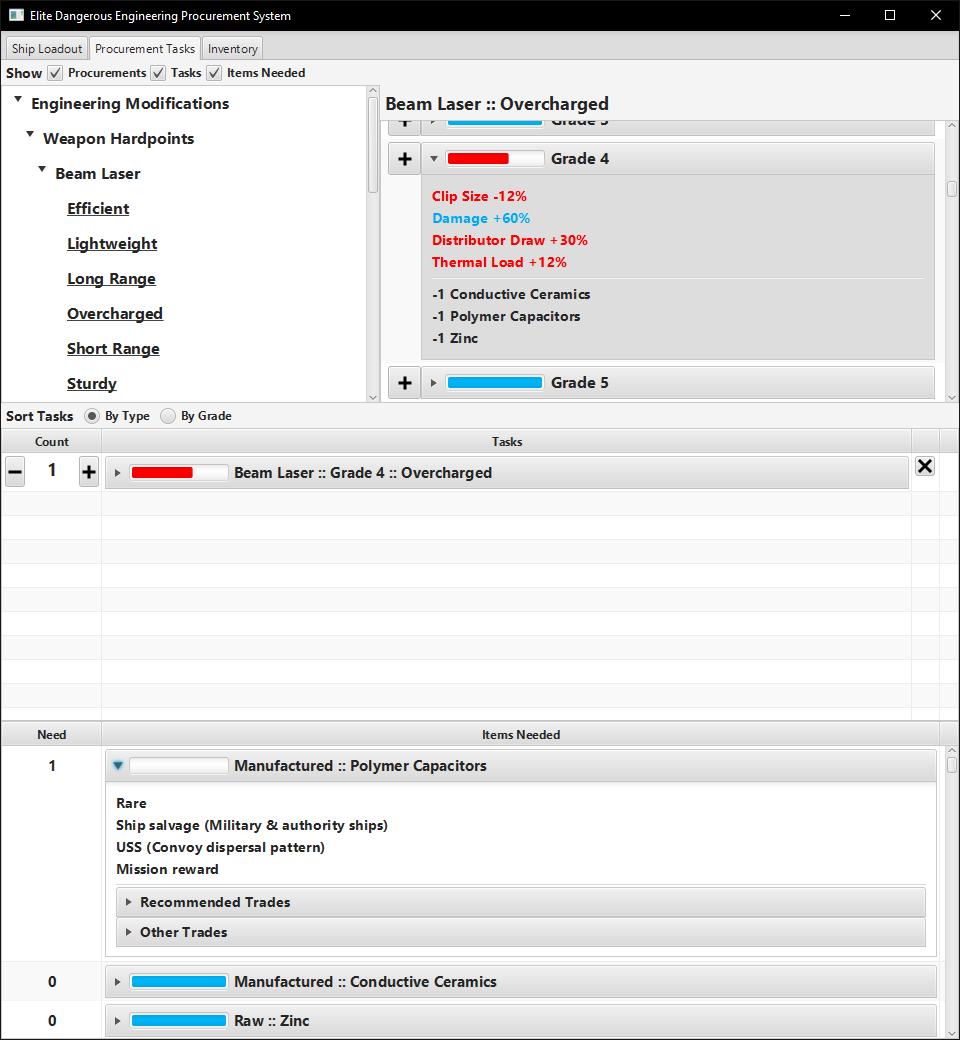 Elite Dangerous Engineering Procurement System
Ship Loadout Procurement Tasks Inventory
Show Procurements Tasks Items Needed
Engineering Modifications
Weapon Hardpoints
Beam Laser
Efficient
Lightweight
Long Range
Overcharged
Short Range
Sturdy
Beam Laser :: Overcharged
+ Grade 3
+ Grade 4
Clip Size -12%
Damage +60%
Distributor Draw +30%
Thermal Load +12%
-1 Conductive Ceramics
-1 Polymer Capacitors
-1 Zinc
+ Grade 5
Sort Tasks By Type By Grade
Count Tasks
1 Beam Laser :: Grade 4 :: Overcharged
Need Items Needed
1 Manufactured :: Polymer Capacitors
Rare
Ship salvage (Military & authority ships)
USS (Convoy dispersal pattern)
Mission reward
Recommended Trades
Other Trades
0 Manufactured :: Conductive Ceramics
0 Raw :: Zinc